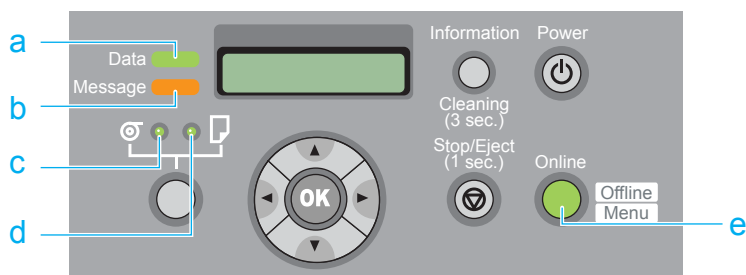 a
Data
b
Message
c
d
OK
Information
Cleaning
(3 sec.)
Stop/Eject
(1 sec.)
Power
Online
Offline
Menu
e